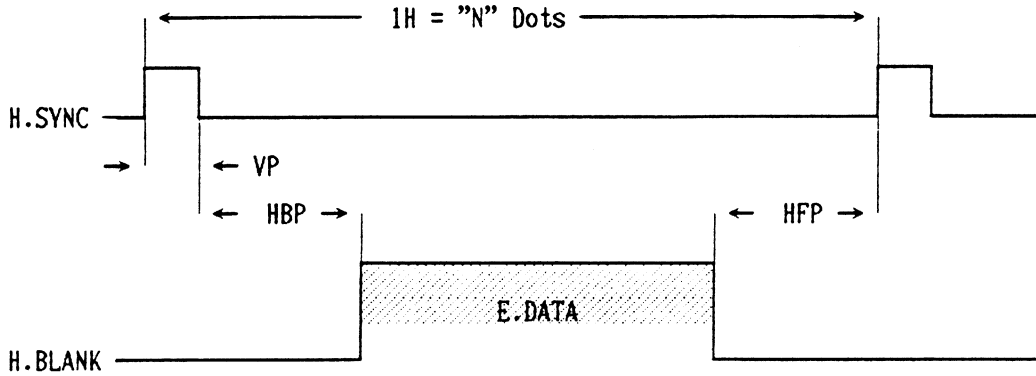 1H = ”N” Dots
H.SYNC
VP
HBP
HFP
E.DATA
H.BLANK